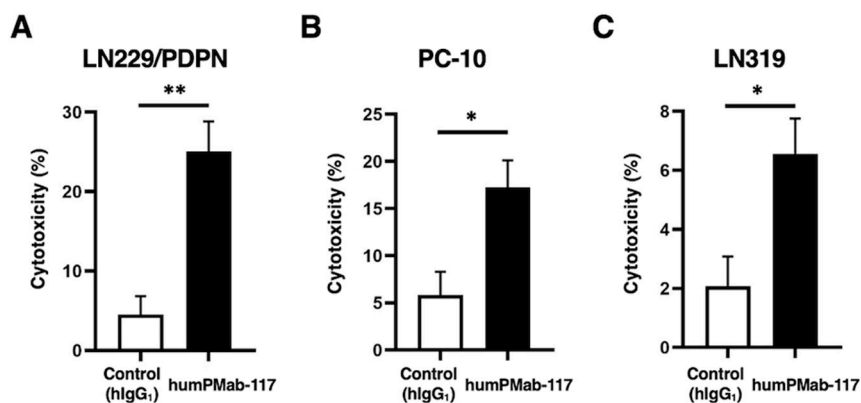 A
LN229/PDPN
**
Cytotoxicity (%)
30
20
10
0
Control
(hIgG₁)
humPMab-117
B
PC-10
*
Cytotoxicity (%)
25
20
15
10
5
0
Control
(hIgG₁)
humPMab-117
C
LN319
*
Cytotoxicity (%)
8
6
4
2
0
Control
(hIgG₁)
humPMab-117